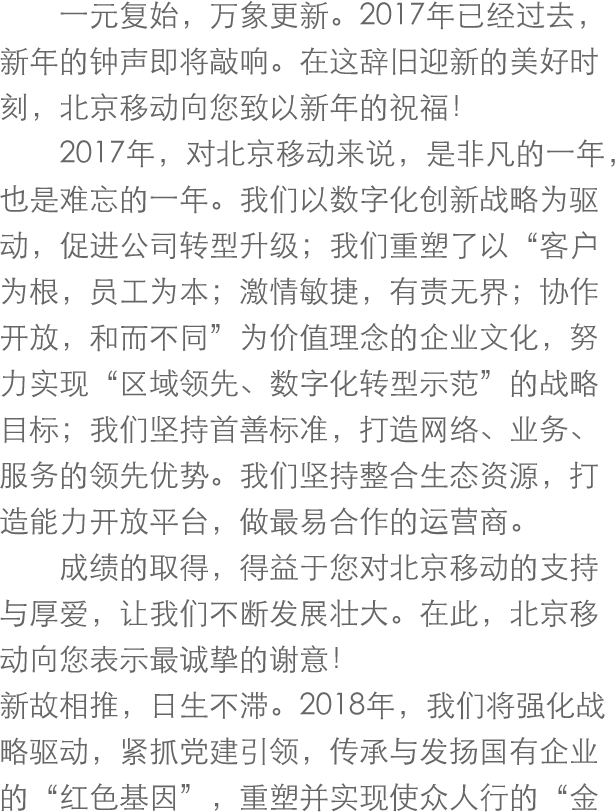 一元复始，万象更新。2017年已经过去，
新年的钟声即将敲响。在这辞旧迎新的美好时
刻，北京移动向您致以新年的祝福！
2017年，对北京移动来说，是非凡的一年，
也是难忘的一年。我们以数字化创新战略为驱
动，促进公司转型升级；我们重塑了以“客户
为根，员工为本；激情敏捷，有责无界；协作
开放，和而不同”为价值理念的企业文化，努
力实现“区域领先、数字化转型示范”的战略
目标；我们坚持首善标准，打造网络、业务、
服务的领先优势。我们坚持整合生态资源，打
造能力开放平台，做最易合作的运营商。
成绩的取得，得益于您对北京移动的支持
与厚爱，让我们不断发展壮大。在此，北京移
动向您表示最诚挚的谢意！
新故相推，日生不滞。2018年，我们将强化战
略驱动，紧抓党建引领，传承与发扬国有企业
的“红色基因”，重塑并实现使众人行的“金